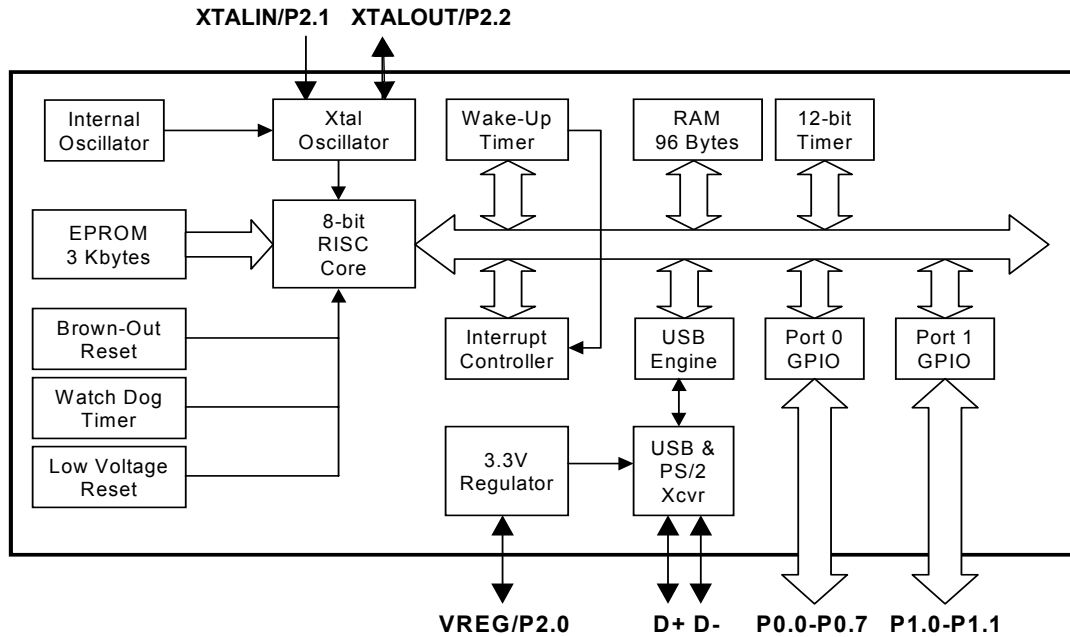 XTALIN/P2.1 XTALOUT/P2.2
Internal
Oscillator
Xtal
Oscillator
Wake-Up
Timer
RAM
96 Bytes
12-bit
Timer
EPROM
3 Kbytes
8-bit
RISC
Core
Brown-Out
Reset
Interrupt
Controller
USB
Engine
Port 0
GPIO
Port 1
GPIO
Watch Dog
Timer
Low Voltage
Reset
3.3V
Regulator
USB &
PS/2
Xcvr
VREG/P2.0 D+ D- P0.0-P0.7 P1.0-P1.1